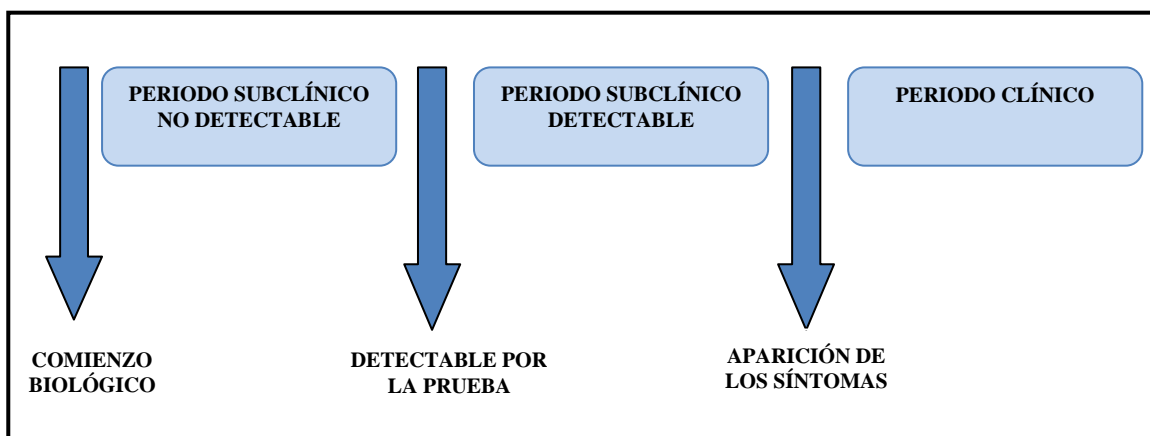 PERIODO SUBCLÍNICO
NO DETECTABLE
PERIODO SUBCLÍNICO
DETECTABLE
PERIODO CLÍNICO
COMIENZO
BIOLÓGICO
DETECTABLE POR
LA PRUEBA
APARICIÓN DE
LOS SÍNTOMAS